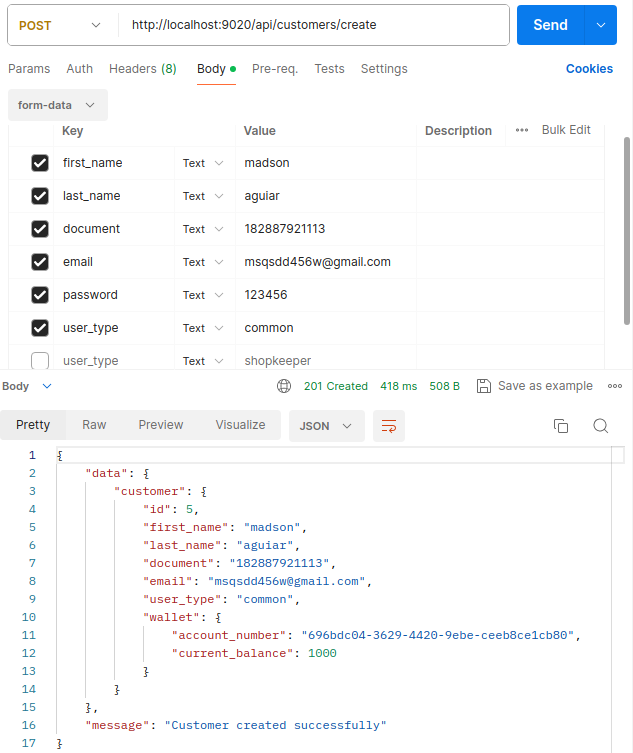 POST http://localhost:9020/api/customers/create Send
Params Auth Headers (8) Body Pre-req. Tests Settings Cookies
form-data
Key Value Description ••• Bulk Edit
first_name Text madson
last_name Text aguiar
document Text 182887921113
email Text msqsdd456w@gmail.com
password Text 123456
user_type Text common
user_type Text shopkeeper
Body 201 Created 418 ms 508 B Save as example
Pretty Raw Preview Visualize JSON
1 {
2 "data": {
3 "customer": {
4 "id": 5,
5 "first_name": "madson",
6 "last_name": "aguiar",
7 "document": "182887921113",
8 "email": "msqsdd456w@gmail.com",
9 "user_type": "common",
10 "wallet": {
11 "account_number": "696bdc04-3629-4420-9ebe-ceeb8ce1cb80",
12 "current_balance": 1000
13 }
14 }
15 },
16 "message": "Customer created successfully"
17 }